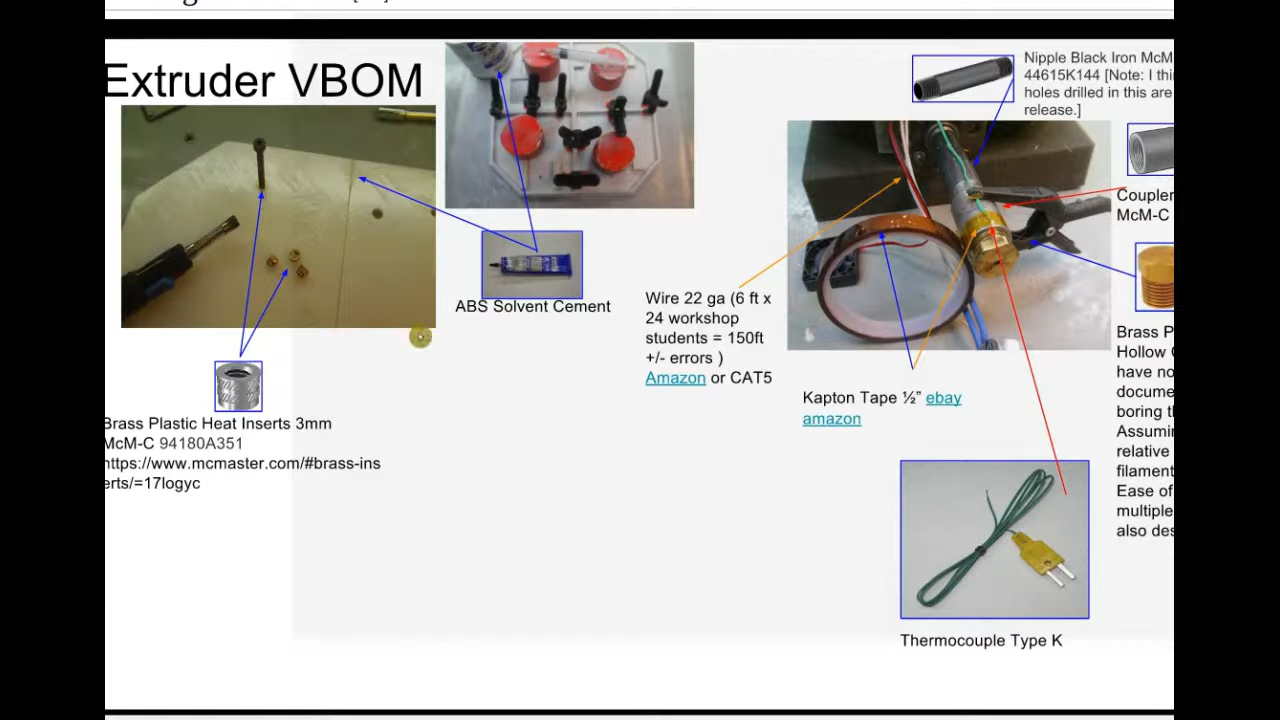 Extruder VBOM
Nipple Black Iron McM
44615K144 [Note: I thi
holes drilled in this are
release.]
Coupler
McM-C
ABS Solvent Cement
Wire 22 ga (6 ft x
24 workshop
students = 150ft
+/- errors )
Amazon or CAT5
Kapton Tape ½” ebay
amazon
Brass P
Hollow
have no
docume
boring th
Assumin
relative
filament
Ease of
multiple
also des
Brass Plastic Heat Inserts 3mm
McM-C 94180A351
https://www.mcmaster.com/#brass-ins
erts/=17logyc
Thermocouple Type K